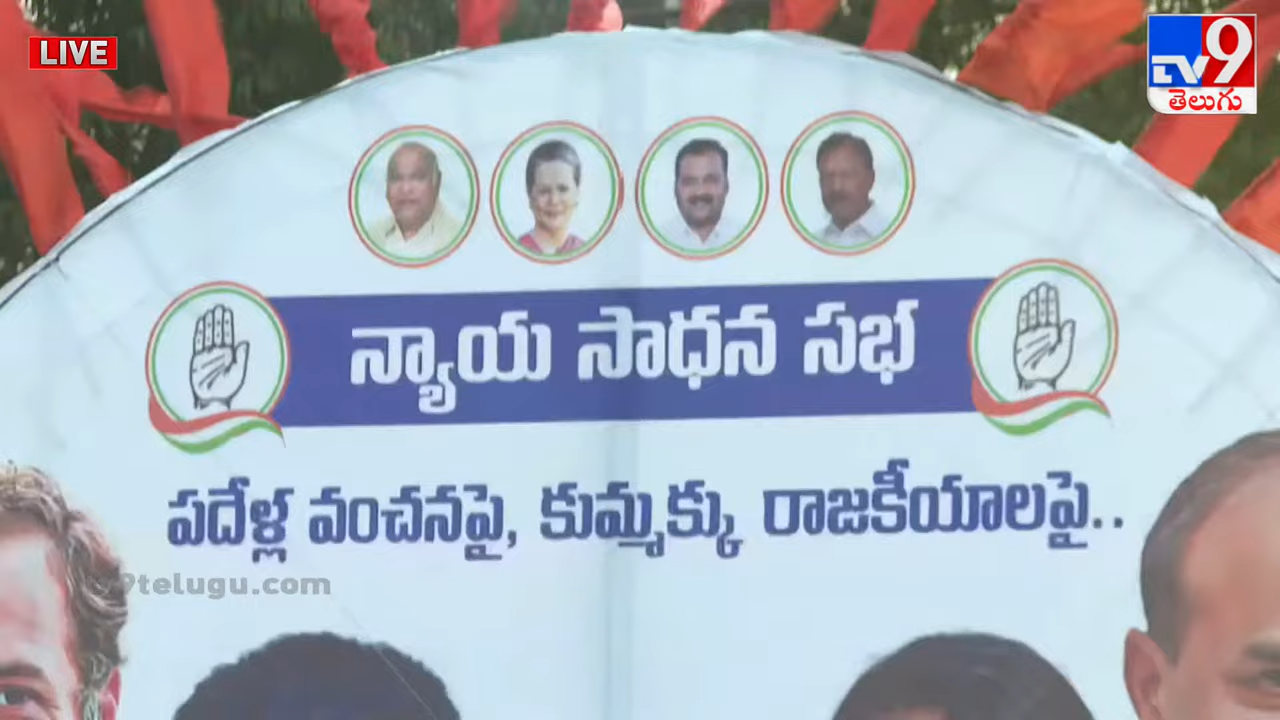 LIVE
TV9
తెలుగు
న్యాయ సాధన సభ
పదేళ్ల వంచనపై, కుమ్మక్కు రాజకీయాలపై..
tv9telugu.com